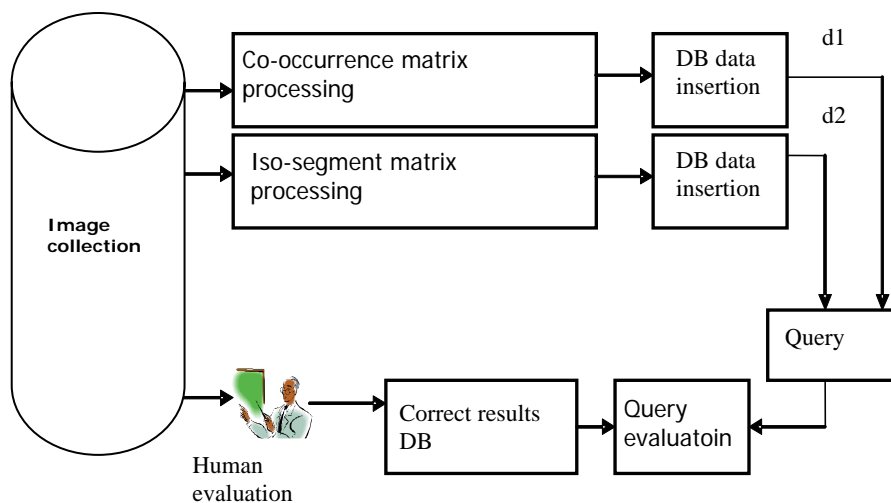 Co-occurrence matrix
processing
DB data
insertion
d1
d2
Iso-segment matrix
processing
DB data
insertion
Image
collection
Query
Correct results
DB
Query
evaluatoin
Human
evaluation